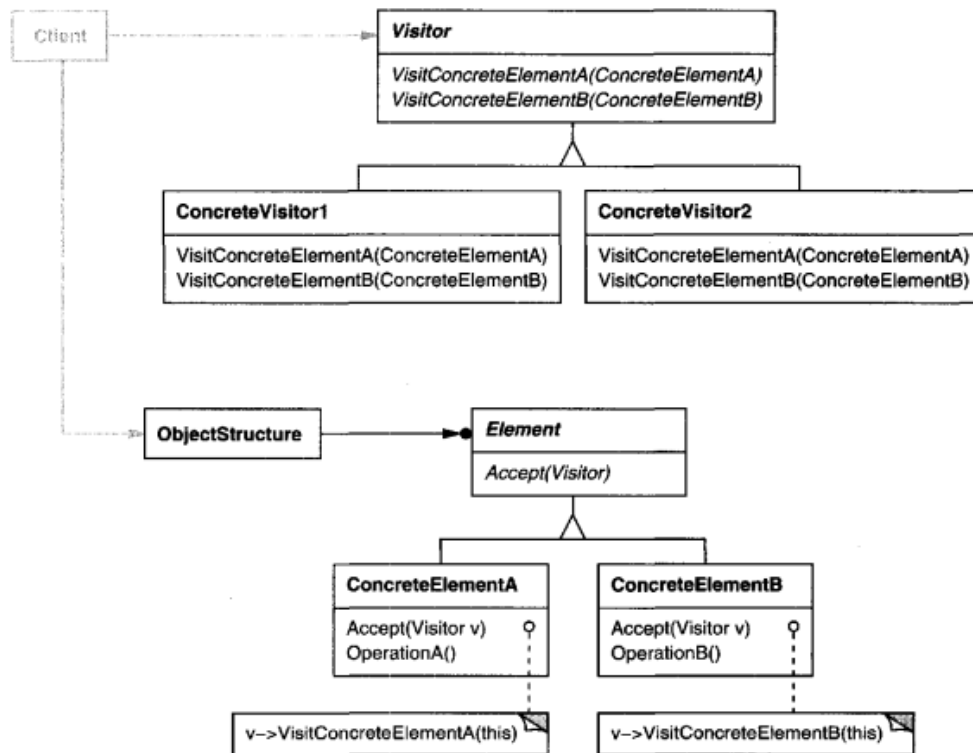 Client
Visitor
VisitConcreteElementA(ConcreteElementA)
VisitConcreteElementB(ConcreteElementB)
ConcreteVisitor1
VisitConcreteElementA(ConcreteElementA)
VisitConcreteElementB(ConcreteElementB)
ConcreteVisitor2
VisitConcreteElementA(ConcreteElementA)
VisitConcreteElementB(ConcreteElementB)
ObjectStructure
Element
Accept(Visitor)
ConcreteElementA
Accept(Visitor v)
OperationA()
ConcreteElementB
Accept(Visitor v)
OperationB()
v–>VisitConcreteElementA(this)
v–>VisitConcreteElementB(this)